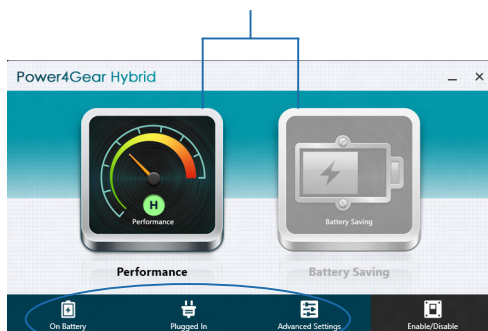 Power4Gear Hybrid
H
Performance
Battery Saving
Performance
Battery Saving
On Battery
Plugged In
Advanced Settings
Enable/Disable